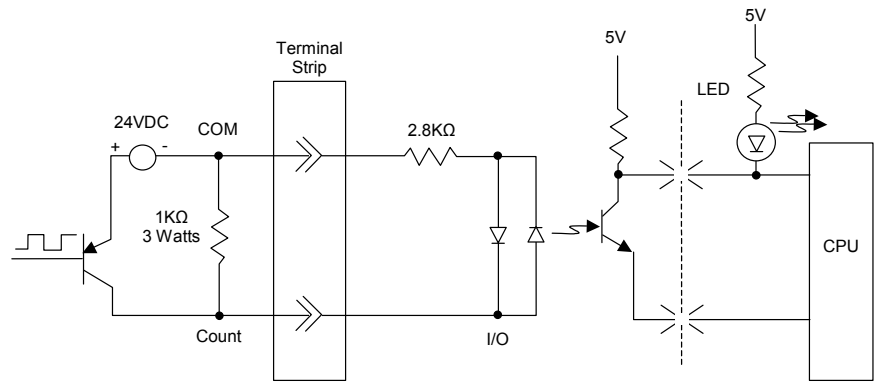 Terminal
Strip
5V
5V
LED
24VDC
COM
2.8KΩ
+
-
1KΩ
3 Watts
CPU
Count
I/O